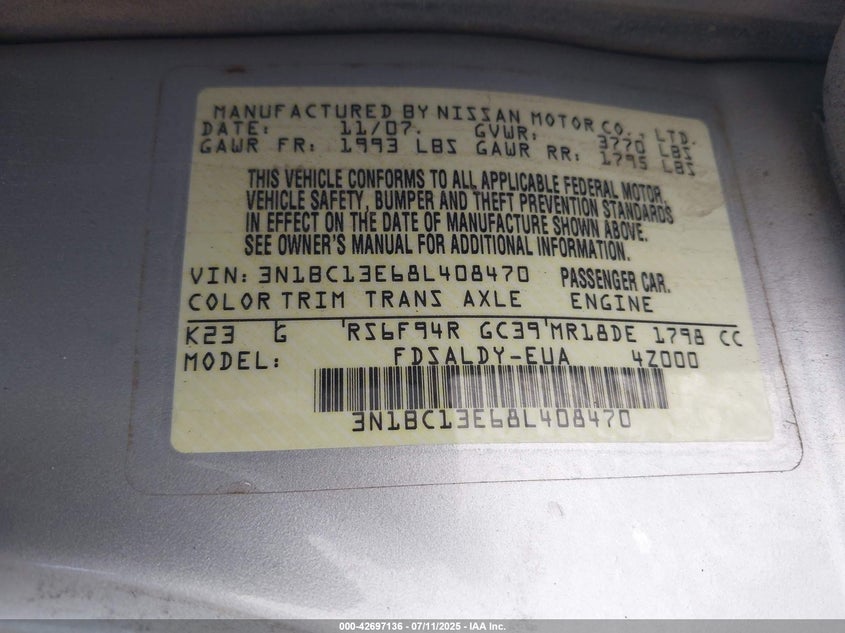 MANUFACTURED BY NISSAN MOTOR CO., LTD.
DATE: 11/07. GVWR: 3770 LBS
GAWR FR: 1993 LBS GAWR RR: 1795 LBS
THIS VEHICLE CONFORMS TO ALL APPLICABLE FEDERAL MOTOR
VEHICLE SAFETY, BUMPER AND THEFT PREVENTION STANDARDS
IN EFFECT ON THE DATE OF MANUFACTURE SHOWN ABOVE.
SEE OWNER'S MANUAL FOR ADDITIONAL INFORMATION.
VIN: 3N1BC13E68L408470 PASSENGER CAR.
COLOR TRIM TRANS AXLE ENGINE
K23 G RS6F94R GC39 MR18DE 1798 CC
MODEL: FDSALDY-EUA 4Z000
3N1BC13E68L408470
000-42697136 - 07/11/2025 - IAA Inc.